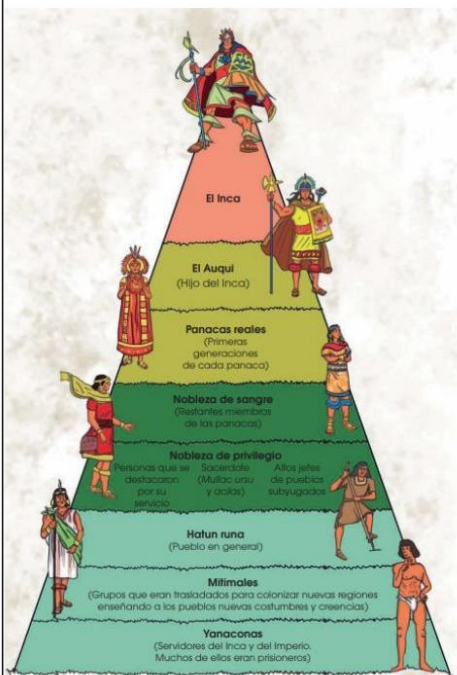 El Inca
El Auqui
(Hijo del Inca)
Panacas reales
(Primeras
generaciones
de cada panaca)
Nobleza de sangre
(Restantes miembros
de las panacas)
Nobleza de privilegio
Personas que se
destacaron
por su
servicio
Sacerdote
(Mullac ursu
y acllas)
Altos jefes
de pueblos
subyugados
Hatun runa
(Pueblo en general)
Mitimales
(Grupos que eran trasladados para colonizar nuevas regiones
enseñando a los pueblos nuevas costumbres y creencias)
Yanaconas
(Servidores del Inca y del Imperio.
Muchos de ellos eran prisioneros)